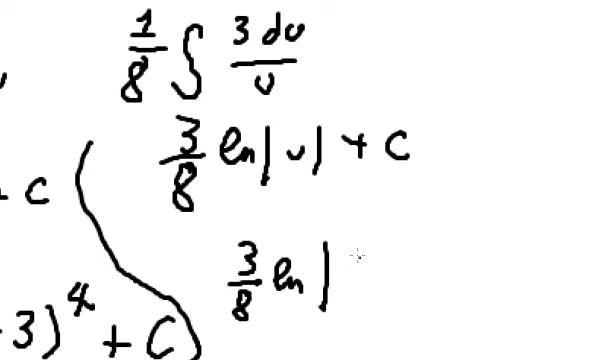 1/8 ∫ 3 du/u
3/8 ln|u| + C
+ C
3/8 ln|
3)⁴ + C